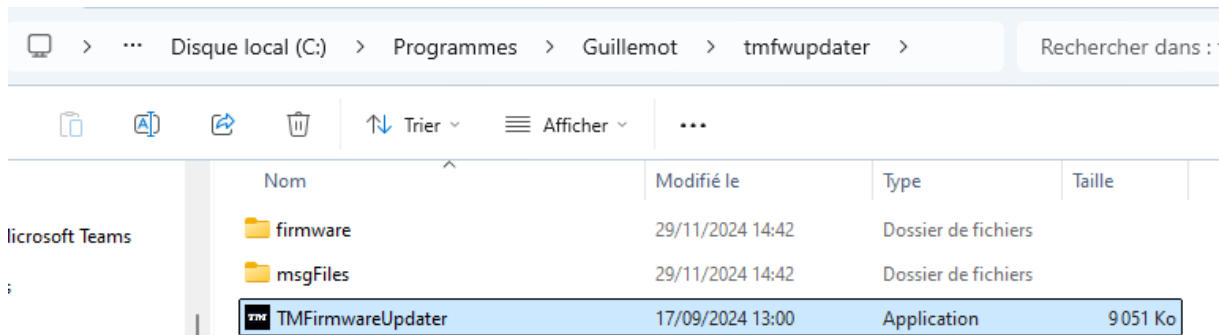 > ... Disque local (C:) > Programmes > Guillemot > tmfwupdater > Rechercher dans :
Trier Afficher ...
Nom Modifié le Type Taille
firmware 29/11/2024 14:42 Dossier de fichiers
licrosoft Teams
msgFiles 29/11/2024 14:42 Dossier de fichiers
TM TMFirmwareUpdater 17/09/2024 13:00 Application 9 051 Ko